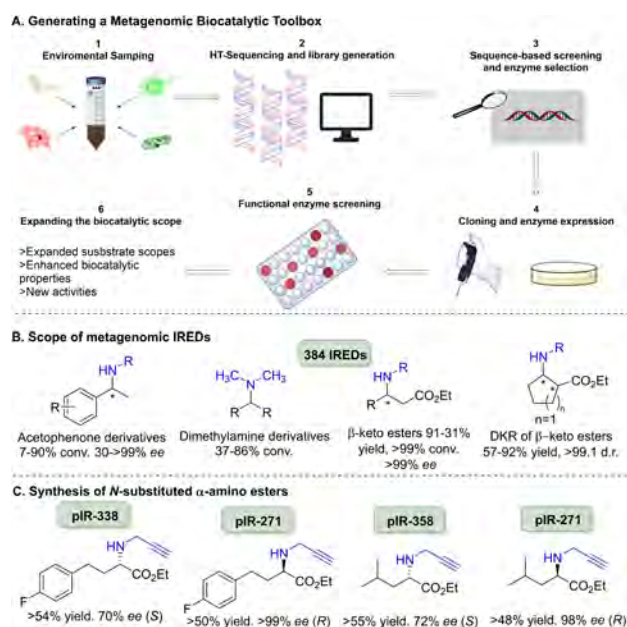 A. Generating a Metagenomic Biocatalytic Toolbox
1
Enviromental Samping
2
HT-Sequencing and library generation
3
Sequence-based screening
and enzyme selection
6
Expanding the biocatalytic scope
>Expanded susbstrate scopes
>Enhanced biocatalytic
properties
>New activities
5
Functional enzyme screening
4
Cloning and enzyme expression
B. Scope of metagenomic IREDs
384 IREDs
HN R
R *
Acetophenone derivatives
7-90% conv. 30->99% ee
H₃C N CH₃
R R
Dimethylamine derivatives
37-86% conv.
HN R
R * CO₂Et
β-keto esters 91-31%
yield, >99% conv.
>99% ee
HN R
* * CO₂Et
n
n=1
DKR of β-keto esters
57-92% yield, >99.1 d.r.
C. Synthesis of N-substituted α-amino esters
pIR-338
HN
CO₂Et
F
>54% yield. 70% ee (S)
pIR-271
HN
CO₂Et
F
>50% yield. >99% ee (R)
pIR-358
HN
CO₂Et
>55% yield. 72% ee (S)
pIR-271
HN
CO₂Et
>48% yield. 98% ee (R)